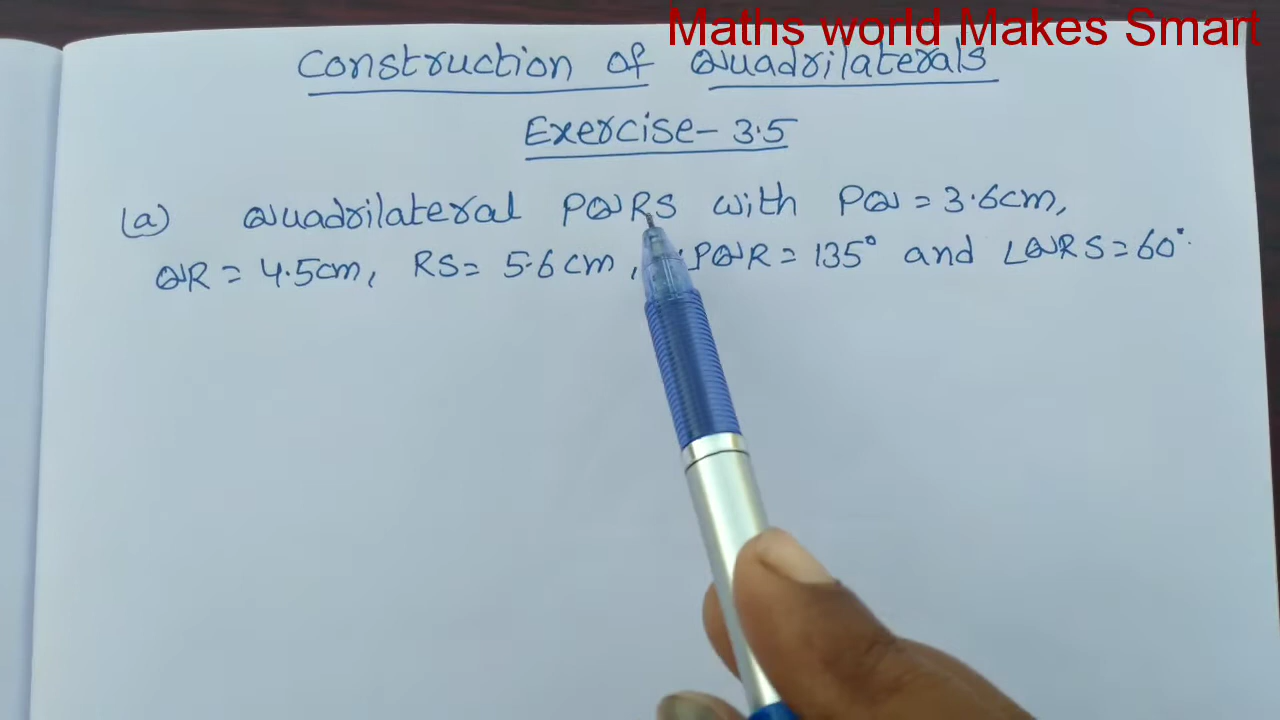 Maths world Makes Smart
Construction of Quadrilaterals
Exercise- 3.5
(a) Quadrilateral PQRS with PQ = 3.6cm,
QR = 4.5cm, RS = 5.6cm, PQR = 135° and ∠QRS = 60°.